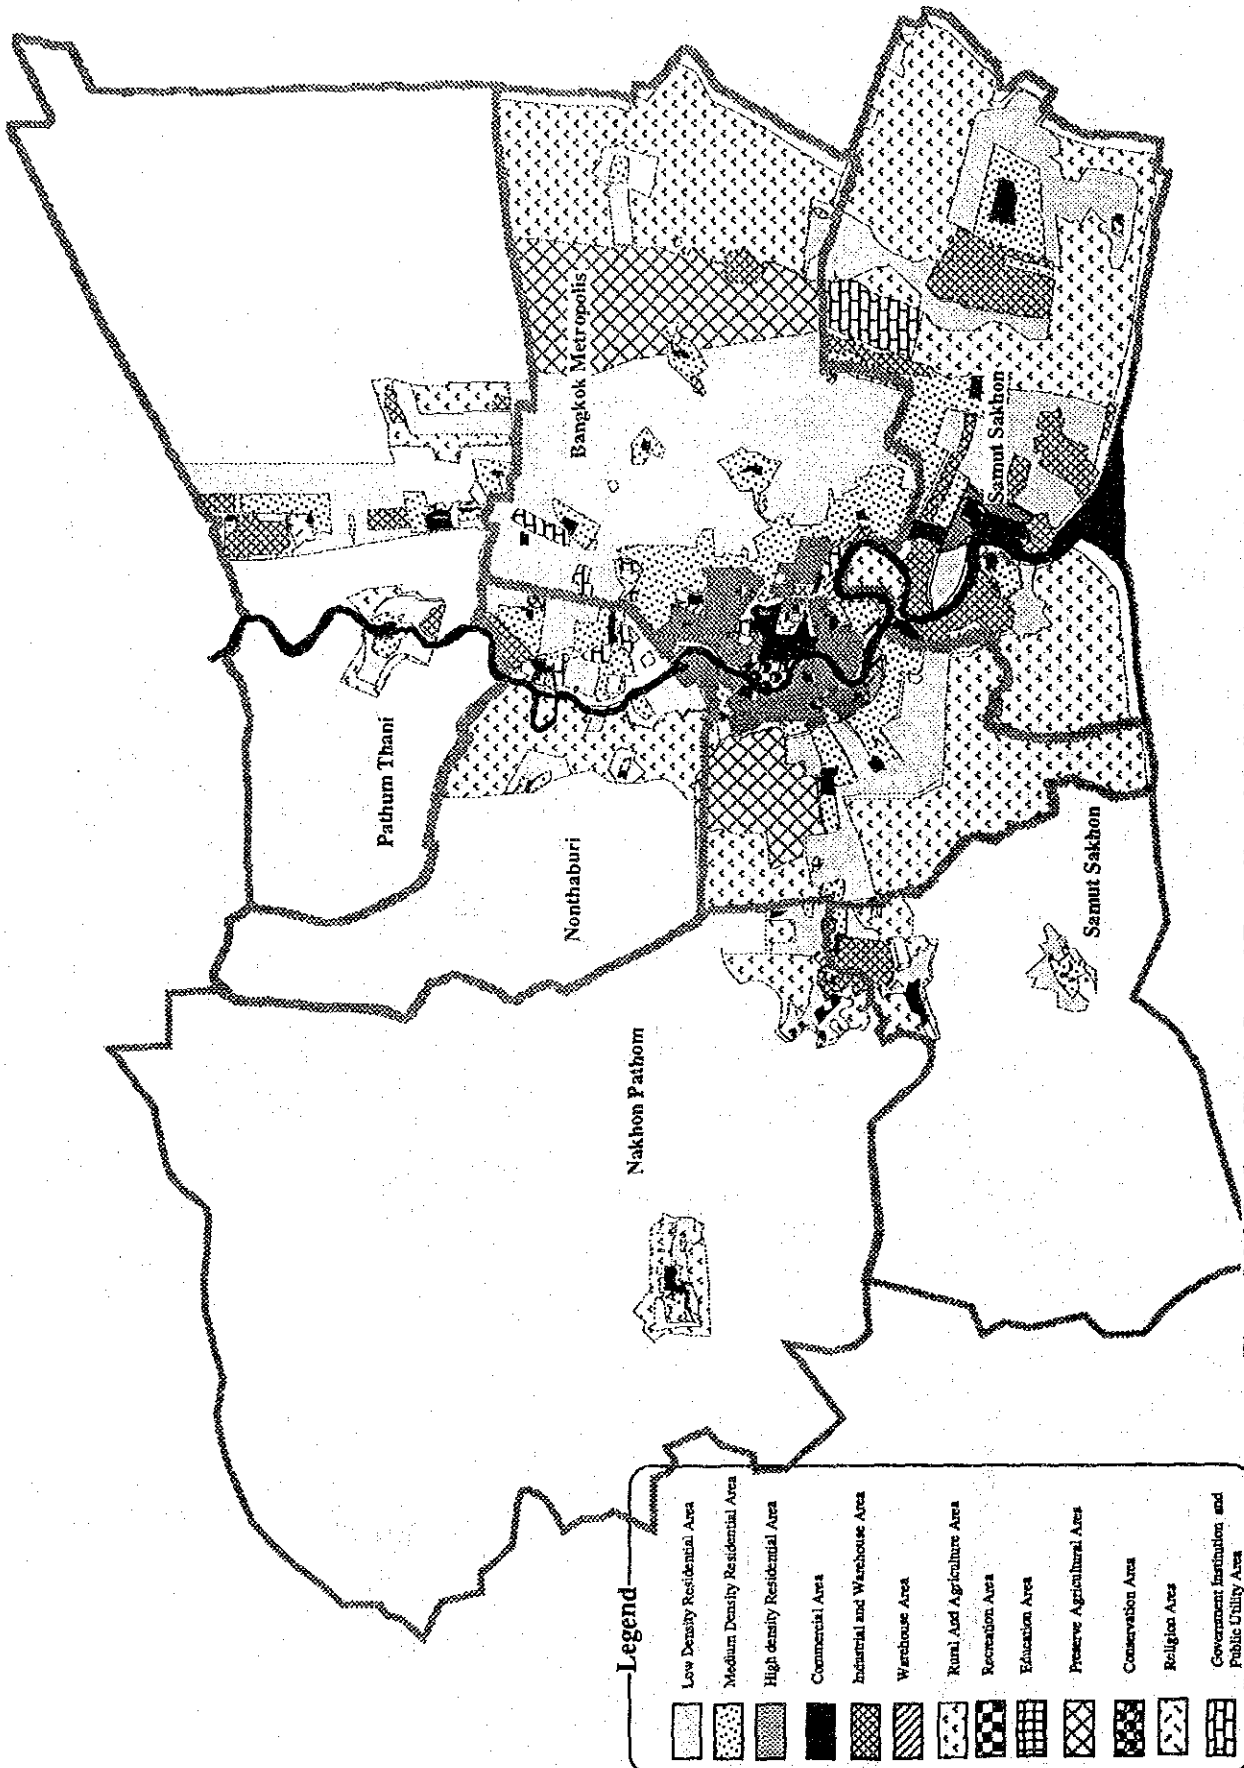 Bangkok Metropolis
Pathum Thani
Nonthaburi
Nakhon Pathom
Samut Sakhon
Samut Sakhon
Legend
Low Density Residential Area
Medium Density Residential Area
High density Residential Area
Commercial Area
Industrial and Warehouse Area
Warehouse Area
Rural And Agriculture Area
Recreation Area
Education Area
Preserve Agricultural Area
Conservation Area
Religion Area
Government Institution and
Public Utility Area